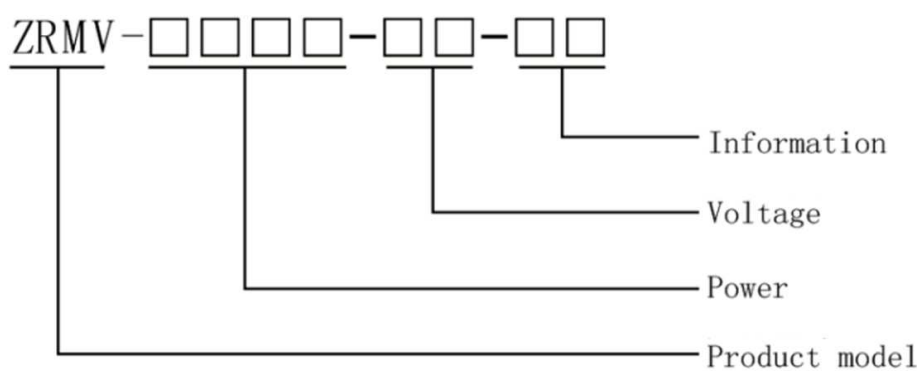 ZRMV-□□□□-□□-□□
Information
Voltage
Power
Product model